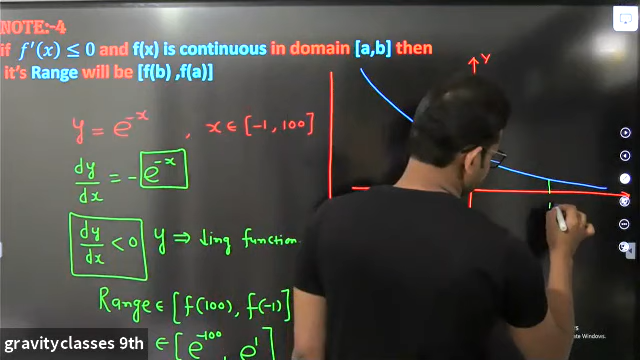 NOTE:-4
if f'(x) ≤ 0 and f(x) is continuous in domain [a,b] then
it's Range will be [f(b) ,f(a)]
y = e^{-x} , x ∈ [-1, 100]
dy/dx = - e^{-x}
dy/dx < 0 y ⇒ ↓ing function
Range ∈ [f(100), f(-1)]
∈ [e^{-100}, e^{1}]
Y
gravityclasses 9th